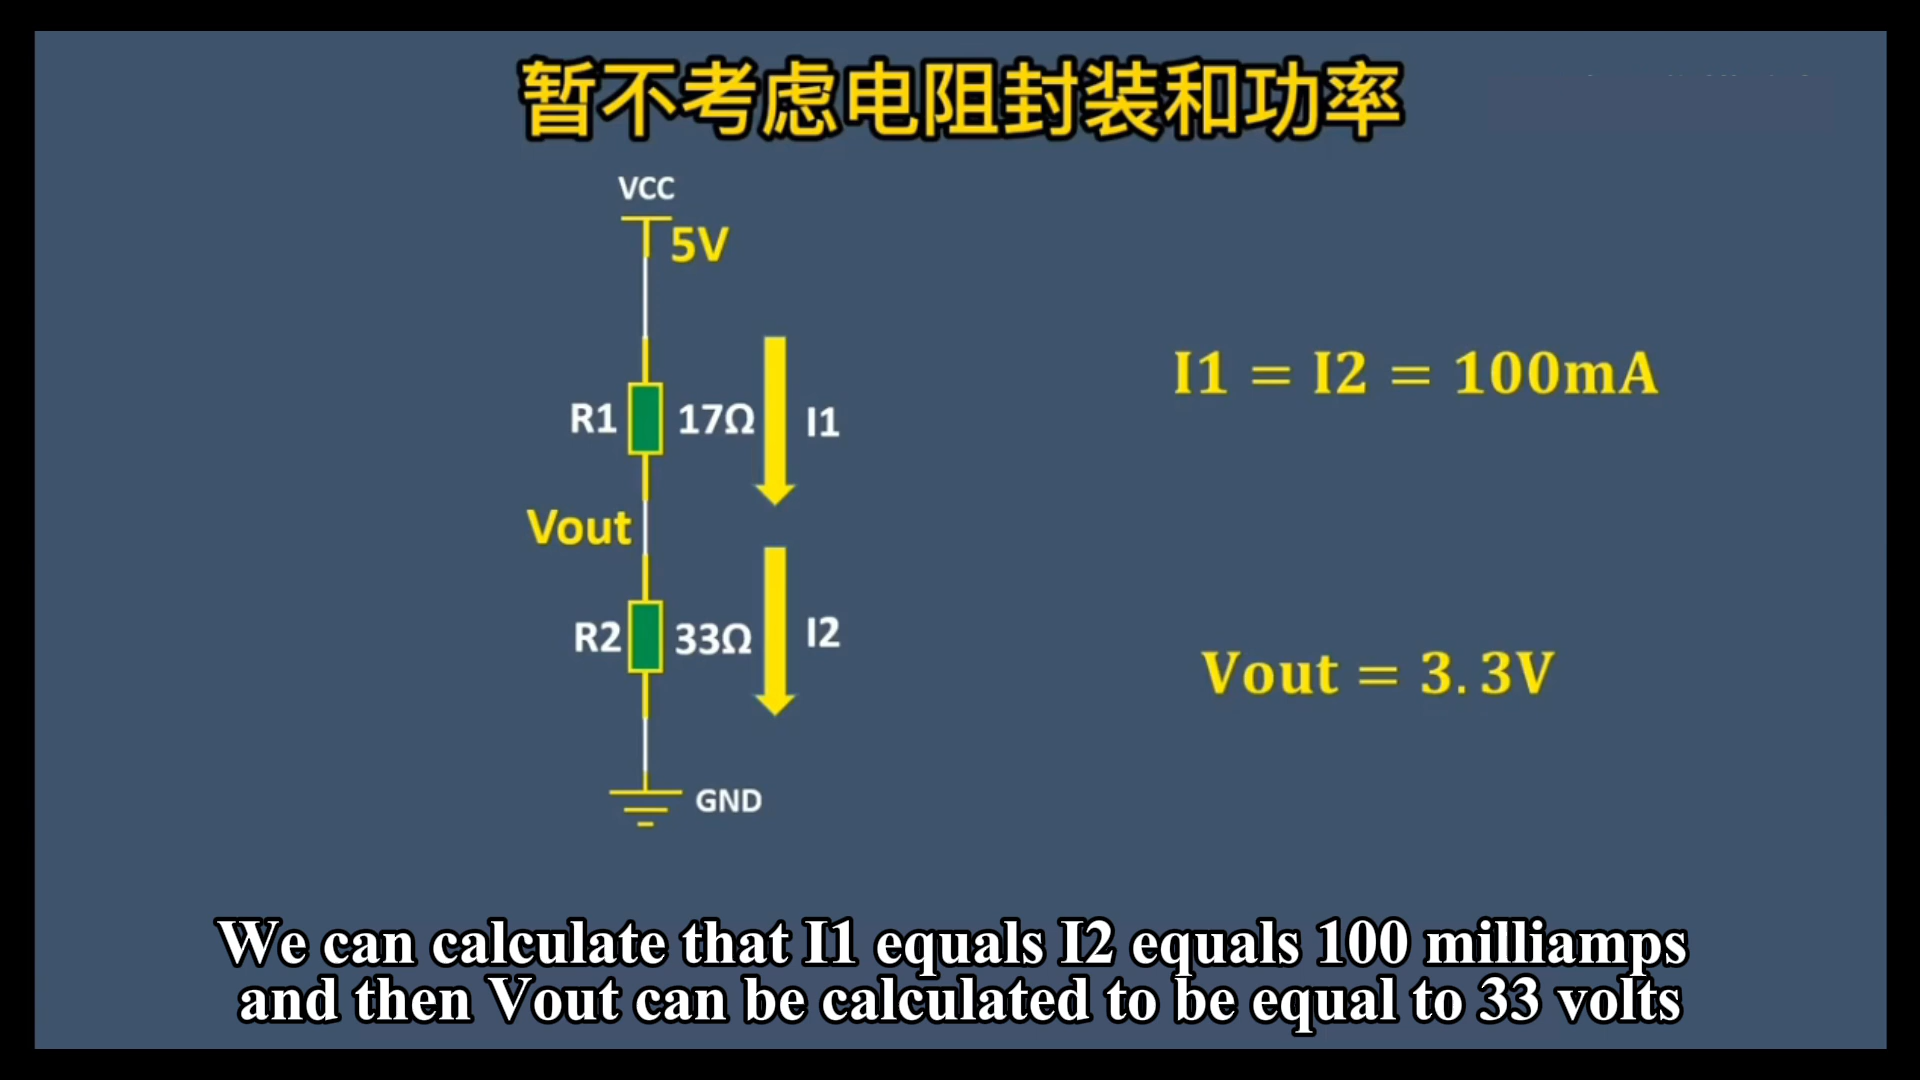 暂不考虑电阻封装和功率
VCC
5V
R1 17Ω I1
I1 = I2 = 100mA
Vout
R2 33Ω I2
Vout = 3.3V
GND
We can calculate that I1 equals I2 equals 100 milliamps
and then Vout can be calculated to be equal to 33 volts